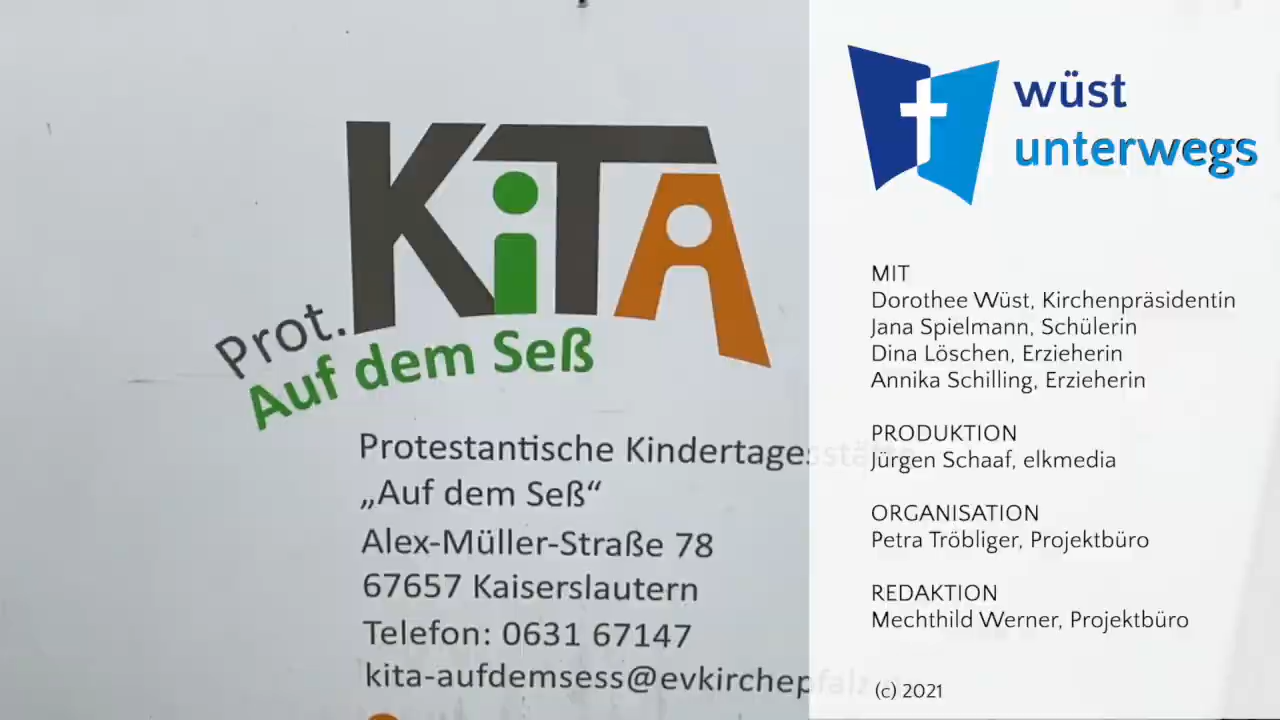 Prot. KiTA
Auf dem Seß
Protestantische Kindertagesstätte
„Auf dem Seß“
Alex-Müller-Straße 78
67657 Kaiserslautern
Telefon: 0631 67147
kita-aufdemsess@evkirchepfalz
wüst
unterwegs
MIT
Dorothee Wüst, Kirchenpräsidentin
Jana Spielmann, Schülerin
Dina Löschen, Erzieherin
Annika Schilling, Erzieherin
PRODUKTION
Jürgen Schaaf, elkmedia
ORGANISATION
Petra Tröbliger, Projektbüro
REDAKTION
Mechthild Werner, Projektbüro
(c) 2021